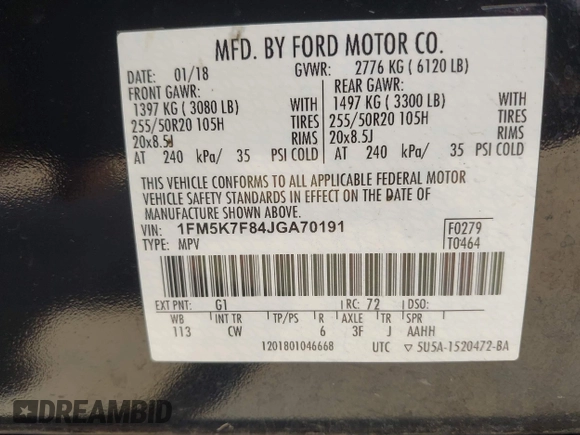 MFD. BY FORD MOTOR CO.
DATE: 01/18 GVWR: 2776 KG ( 6120 LB)
FRONT GAWR: REAR GAWR:
1397 KG ( 3080 LB) WITH 1497 KG ( 3300 LB) WITH
255/50R20 105H TIRES 255/50R20 105H TIRES
20x8.5J RIMS 20x8.5J RIMS
AT 240 kPa/ 35 PSI COLD AT 240 kPa/ 35 PSI COLD
THIS VEHICLE CONFORMS TO ALL APPLICABLE FEDERAL MOTOR
VEHICLE SAFETY STANDARDS IN EFFECT ON THE DATE OF
MANUFACTURE SHOWN ABOVE.
VIN: 1FM5K7F84JGA70191 F0279
TYPE: MPV T0464
EXT PNT: G1 RC: 72 DSO:
WB INT TR TP/PS R AXLE TR SPR
113 CW 6 3F J AAHH
1201801046668 UTC ▽ 5U5A-1520472-BA
DREAMBID